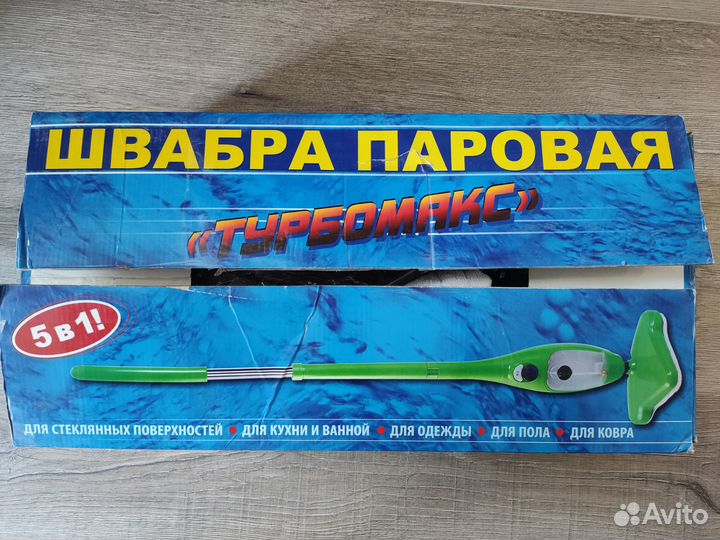 ШВАБРА ПАРОВАЯ
«ТУРБОМАКС»
5 в 1!
ДЛЯ СТЕКЛЯННЫХ ПОВЕРХНОСТЕЙ • ДЛЯ КУХНИ И ВАННОЙ • ДЛЯ ОДЕЖДЫ • ДЛЯ ПОЛА • ДЛЯ КОВРА
Avito